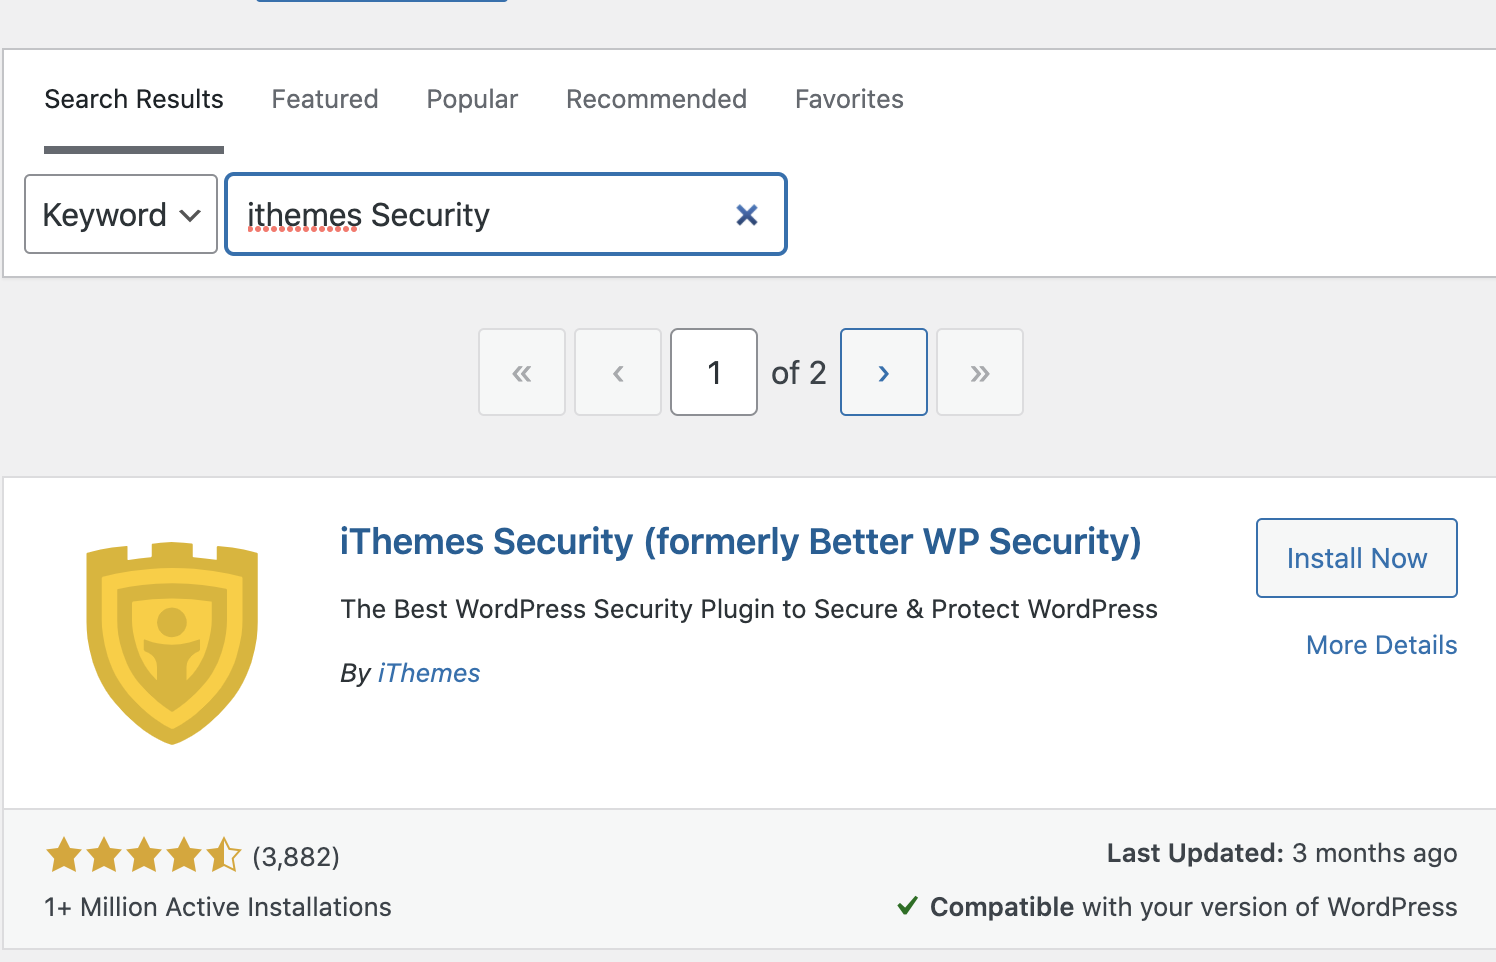 Search Results Featured Popular Recommended Favorites
Keyword ithemes Security
« ‹ 1 of 2 › »
iThemes Security (formerly Better WP Security)
Install Now
The Best WordPress Security Plugin to Secure & Protect WordPress
More Details
By iThemes
(3,882)
Last Updated: 3 months ago
1+ Million Active Installations
Compatible with your version of WordPress